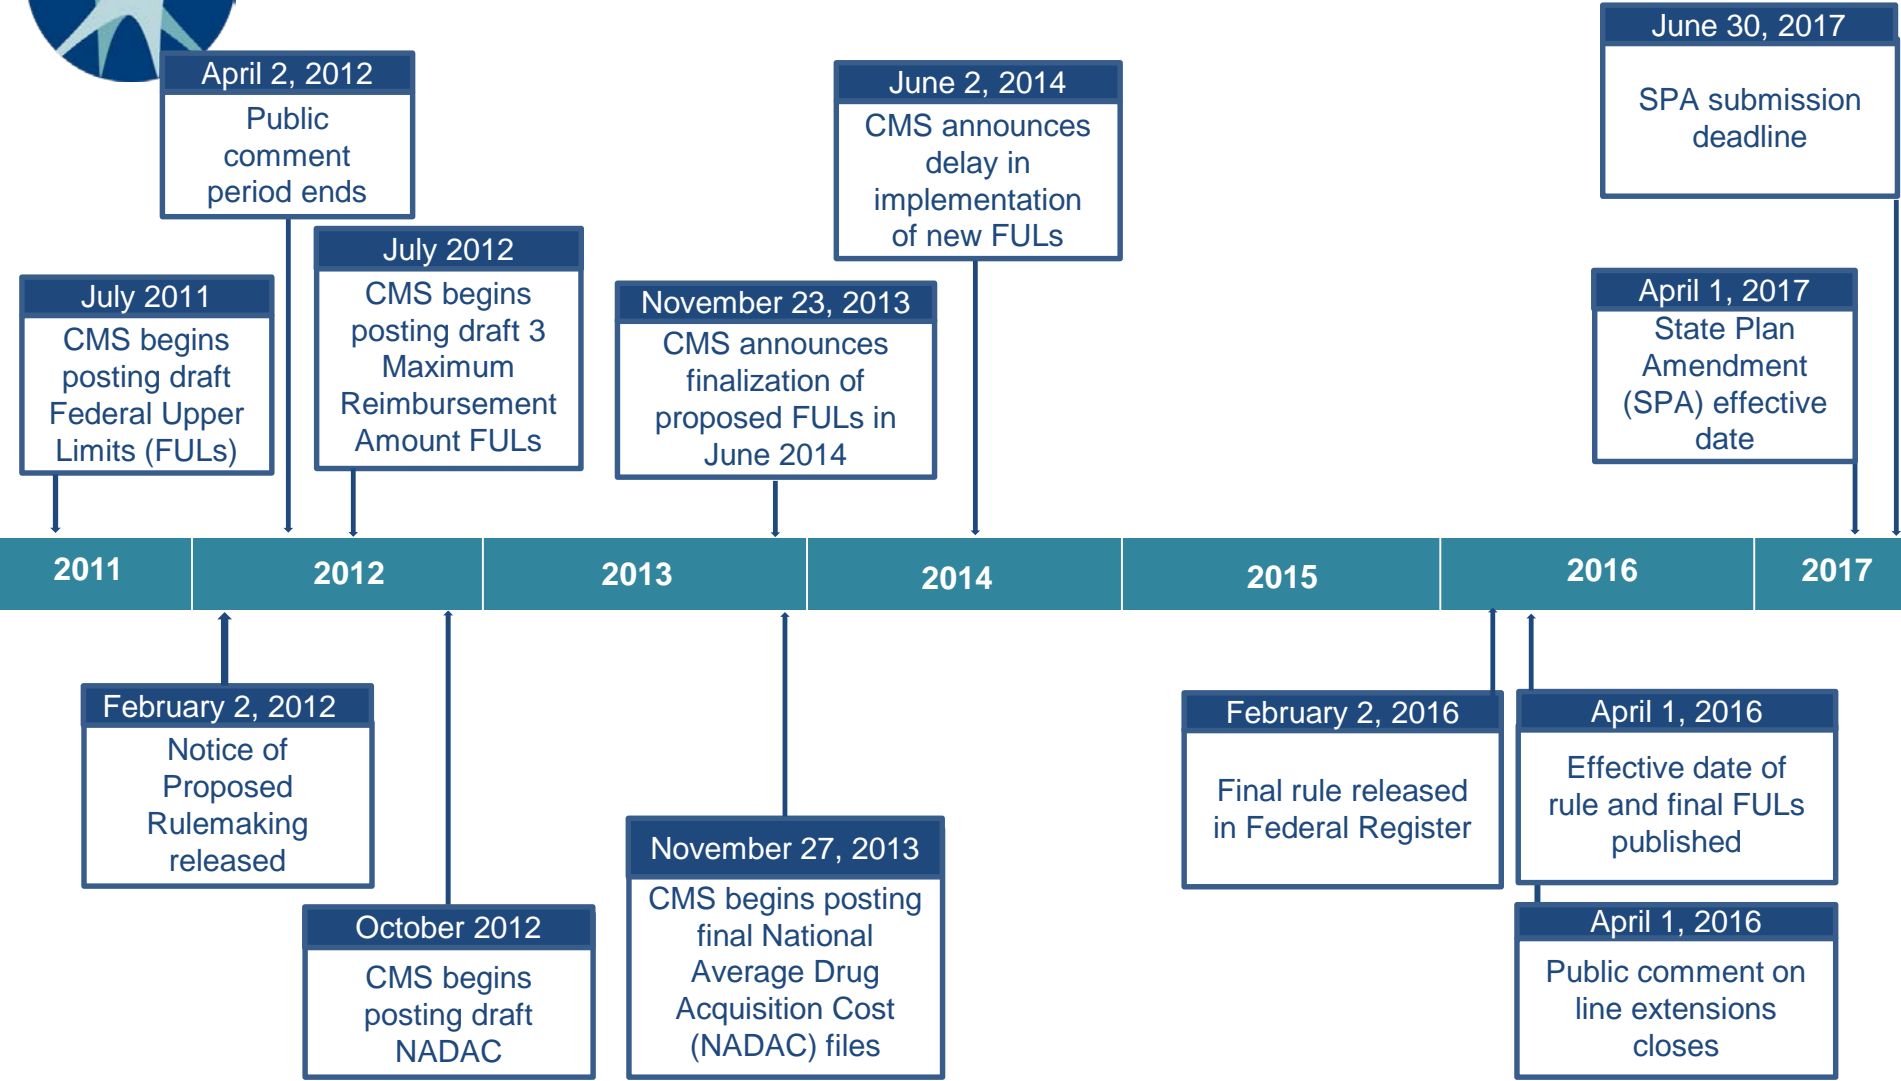 April 2, 2012
Public
comment
period ends
July 2011
CMS begins
posting draft
Federal Upper
Limits (FULs)
July 2012
CMS begins
posting draft 3
Maximum
Reimbursement
Amount FULs
November 23, 2013
CMS announces
finalization of
proposed FULs in
June 2014
June 2, 2014
CMS announces
delay in
implementation
of new FULs
June 30, 2017
SPA submission
deadline
April 1, 2017
State Plan
Amendment
(SPA) effective
date
2011
2012
2013
2014
2015
2016
2017
February 2, 2012
Notice of
Proposed
Rulemaking
released
October 2012
CMS begins
posting draft
NADAC
November 27, 2013
CMS begins posting
final National
Average Drug
Acquisition Cost
(NADAC) files
February 2, 2016
Final rule released
in Federal Register
April 1, 2016
Effective date of
rule and final FULs
published
April 1, 2016
Public comment on
line extensions
closes